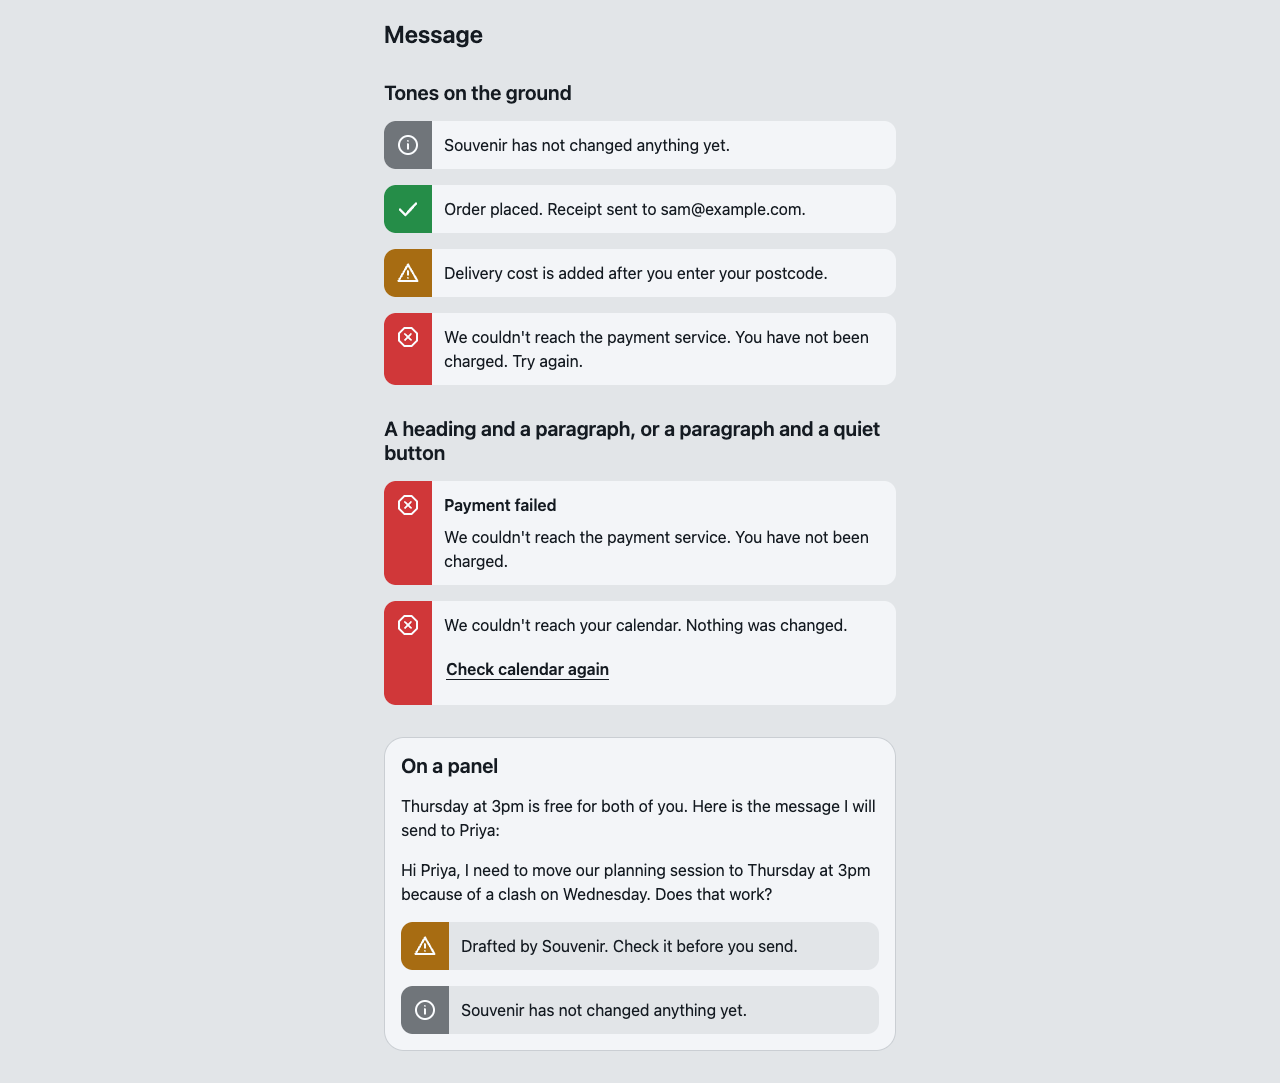 Message
Tones on the ground
Souvenir has not changed anything yet.
Order placed. Receipt sent to sam@example.com.
Delivery cost is added after you enter your postcode.
We couldn't reach the payment service. You have not been
charged. Try again.
A heading and a paragraph, or a paragraph and a quiet
button
Payment failed
We couldn't reach the payment service. You have not been
charged.
We couldn't reach your calendar. Nothing was changed.
Check calendar again
On a panel
Thursday at 3pm is free for both of you. Here is the message I will
send to Priya:
Hi Priya, I need to move our planning session to Thursday at 3pm
because of a clash on Wednesday. Does that work?
Drafted by Souvenir. Check it before you send.
Souvenir has not changed anything yet.